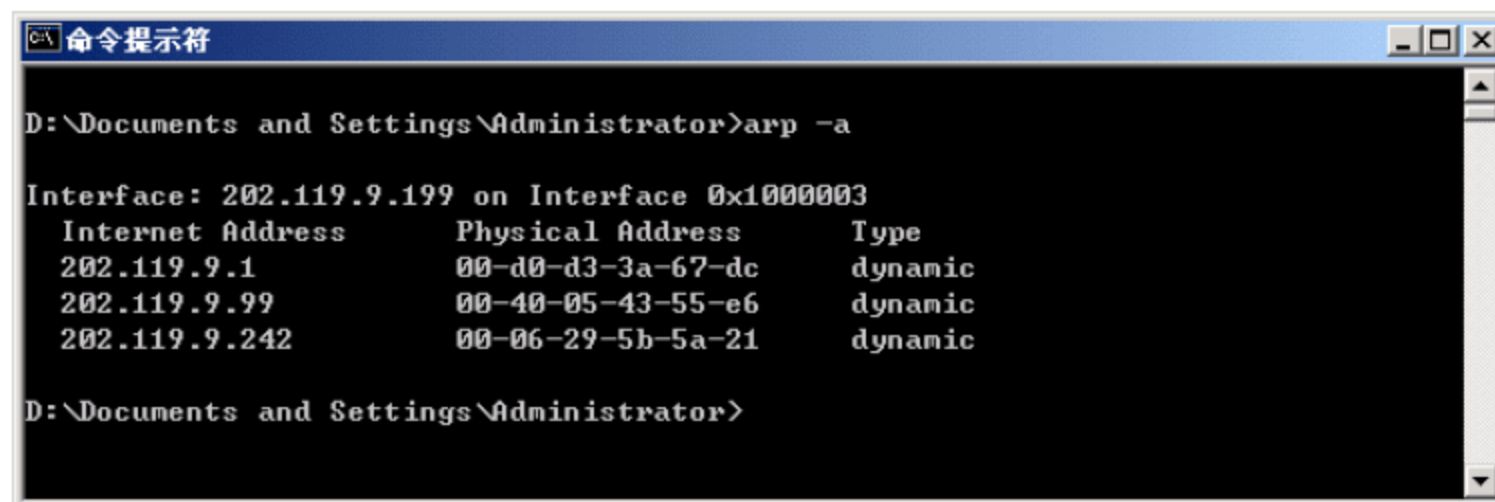 命令提示符
D:\Documents and Settings\Administrator>arp -a
Interface: 202.119.9.199 on Interface 0x1000003
Internet Address Physical Address Type
202.119.9.1 00-d0-d3-3a-67-dc dynamic
202.119.9.99 00-40-05-43-55-e6 dynamic
202.119.9.242 00-06-29-5b-5a-21 dynamic
D:\Documents and Settings\Administrator>